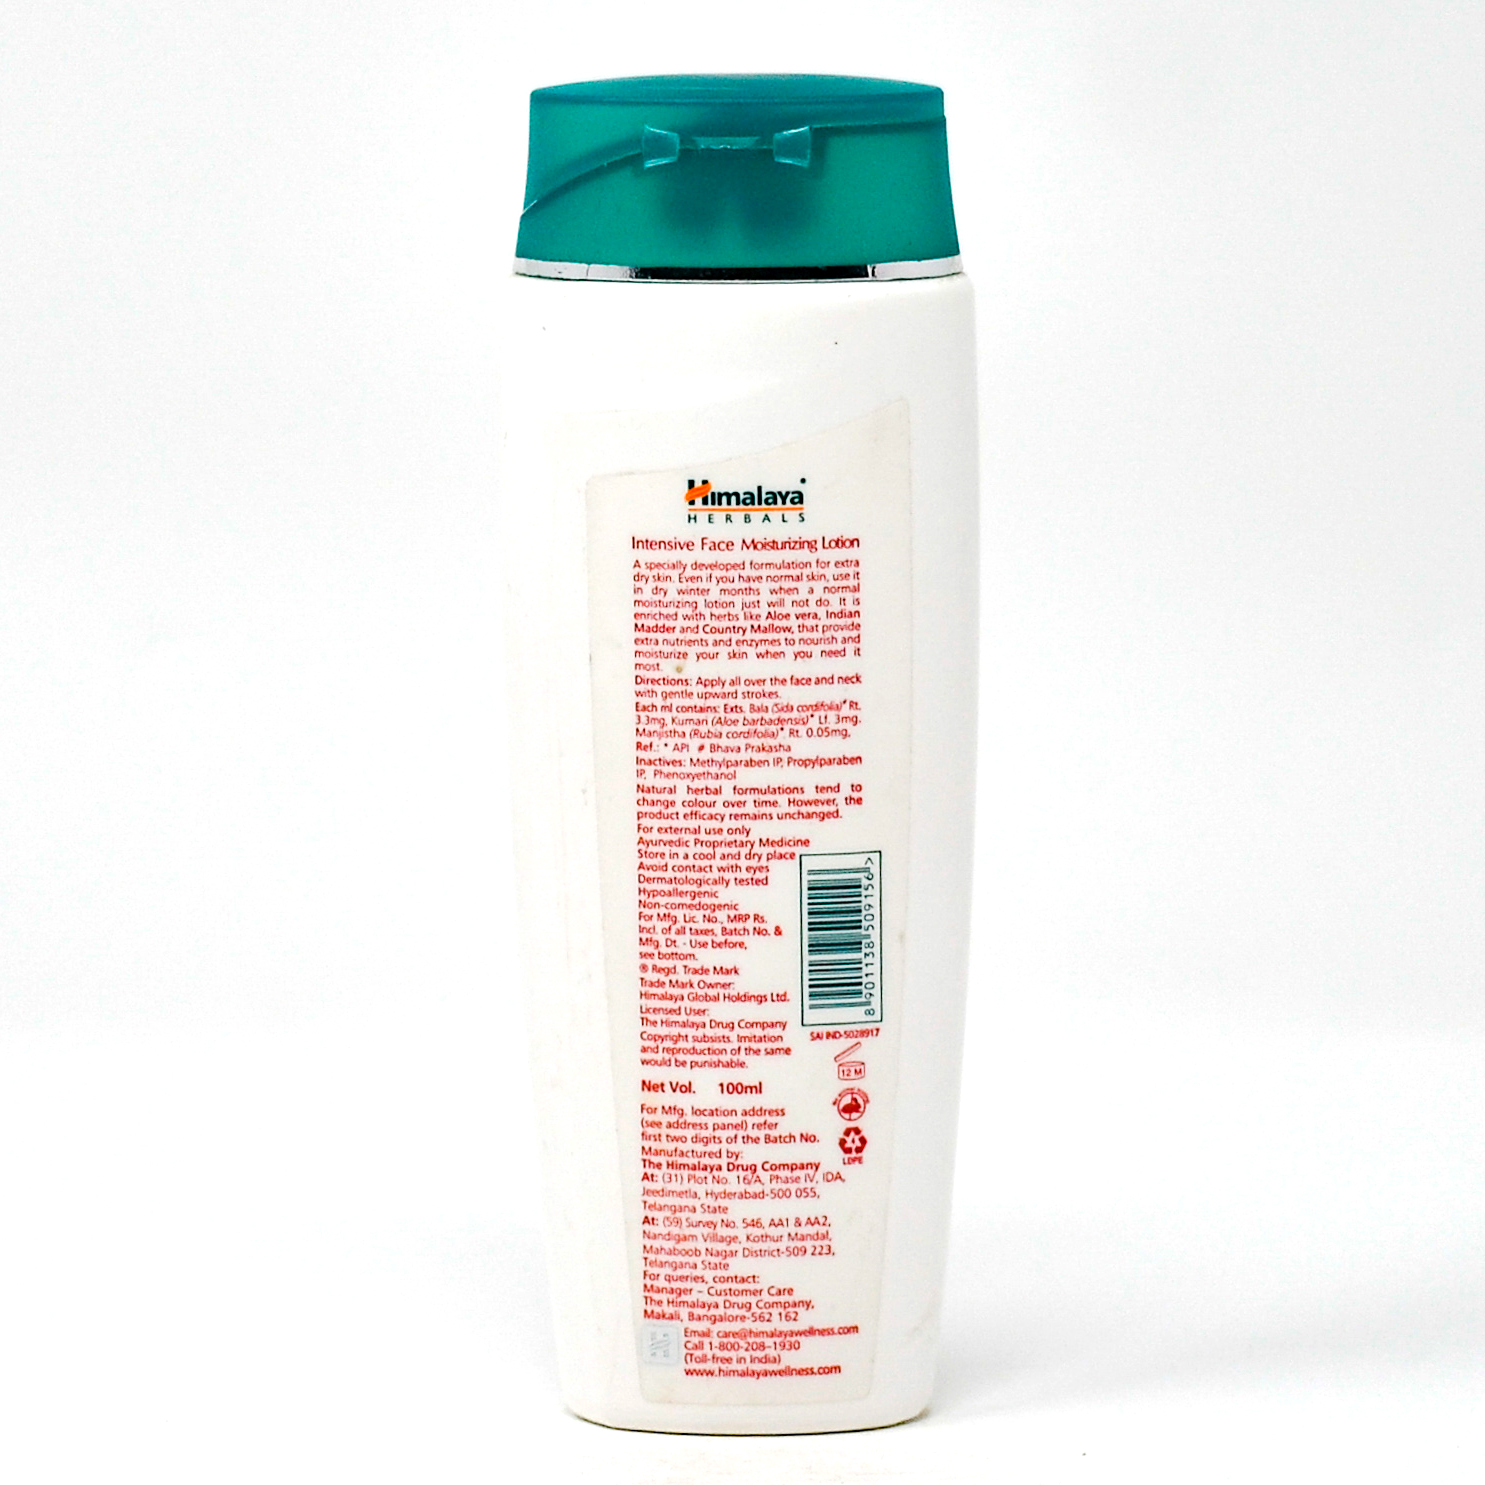 Himalaya
HERBALS
Intensive Face Moisturizing Lotion
A specially developed formulation for extra
dry skin. Even if you have normal skin, use it
in dry winter months when a normal
moisturizing lotion just will not do. It is
enriched with herbs like Aloe vera, Indian
Madder and Country Mallow, that provide
extra nutrients and enzymes to nourish and
moisturize your skin when you need it
most.
Directions: Apply all over the face and neck
with gentle upward strokes.
Each ml contains: Exts. Bala (Sida cordifolia)# Rt.
3.3mg, Kumari (Aloe barbadensis)* Lf. 3mg.
Manjistha (Rubia cordifolia)* Rt. 0.05mg.
Ref.: * API # Bhava Prakasha
Inactives: Methylparaben IP, Propylparaben
IP, Phenoxyethanol
Natural herbal formulations tend to
change colour over time. However, the
product efficacy remains unchanged.
For external use only
Ayurvedic Proprietary Medicine
Store in a cool and dry place
Avoid contact with eyes
Dermatologically tested
Hypoallergenic
Non-comedogenic
For Mfg. Lic. No., MRP Rs.
Incl. of all taxes, Batch No. &
Mfg. Dt. - Use before,
see bottom.
® Regd. Trade Mark
Trade Mark Owner:
Himalaya Global Holdings Ltd.
Licensed User:
The Himalaya Drug Company
Copyright subsists. Imitation
and reproduction of the same
would be punishable.
8 901138 509156 >
SAI IND-5028917
12 M
LDPE
Net Vol. 100ml
For Mfg. location address
(see address panel) refer
first two digits of the Batch No.
Manufactured by:
The Himalaya Drug Company
At: (31) Plot No. 16/A, Phase IV, IDA,
Jeedimetla, Hyderabad-500 055,
Telangana State
At: (59) Survey No. 546, AA1 & AA2,
Nandigam Village, Kothur Mandal,
Mahaboob Nagar District-509 223,
Telangana State
For queries, contact:
Manager – Customer Care
The Himalaya Drug Company,
Makali, Bangalore-562 162
Email: care@himalayawellness.com
Call 1-800-208-1930
(Toll-free in India)
www.himalayawellness.com